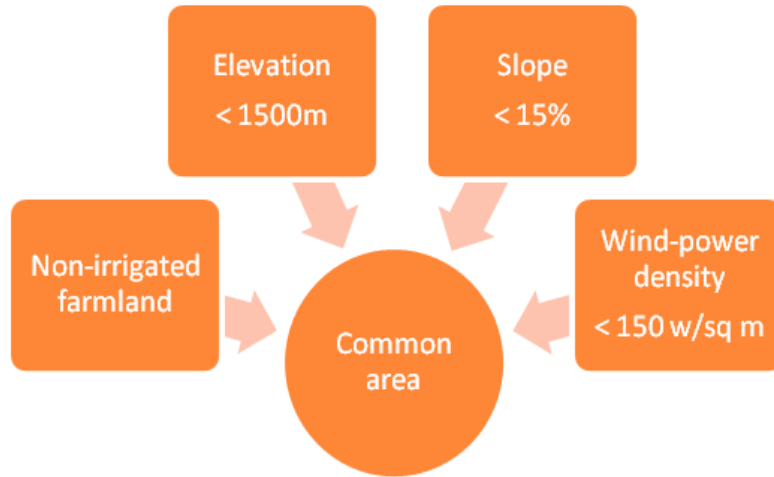 Elevation
< 1500m
Slope
< 15%
Non-irrigated
farmland
Wind-power
density
< 150 w/sq m
Common
area